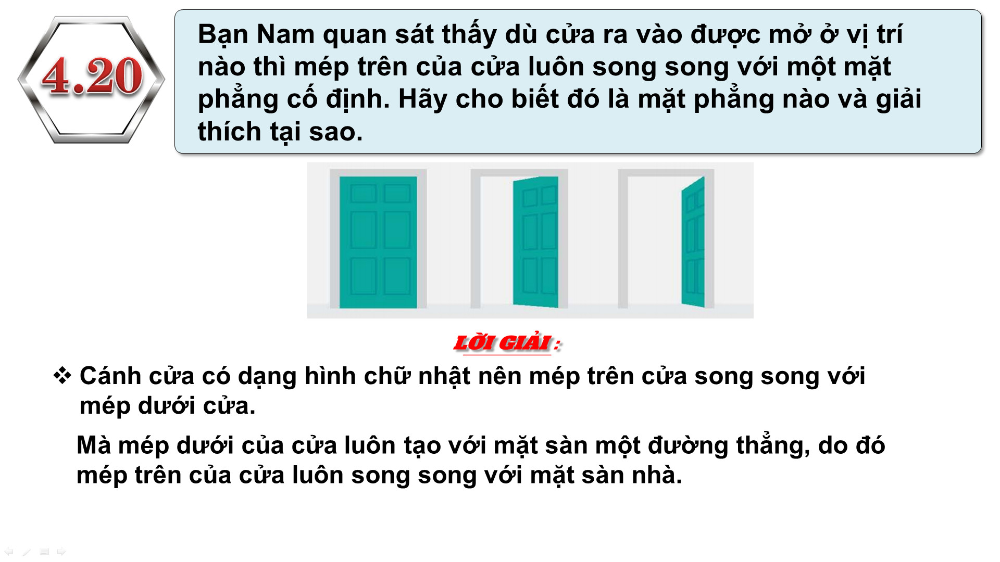 4.20
Bạn Nam quan sát thấy dù cửa ra vào được mở ở vị trí
nào thì mép trên của cửa luôn song song với một mặt
phẳng cố định. Hãy cho biết đó là mặt phẳng nào và giải
thích tại sao.
LỜI GIẢI :
❖ Cánh cửa có dạng hình chữ nhật nên mép trên cửa song song với
mép dưới cửa.
Mà mép dưới của cửa luôn tạo với mặt sàn một đường thẳng, do đó
mép trên của cửa luôn song song với mặt sàn nhà.